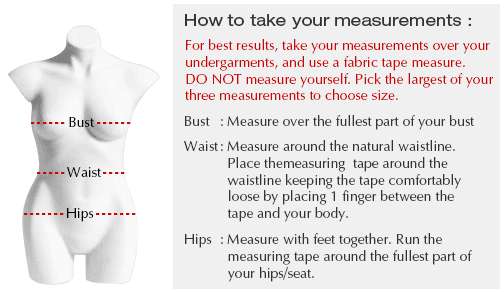 How to take your measurements :
For best results, take your measurements over your
undergarments, and use a fabric tape measure.
DO NOT measure yourself. Pick the largest of your
three measurements to choose size.
Bust : Measure over the fullest part of your bust
Waist : Measure around the natural waistline.
Place themeasuring tape around the
waistline keeping the tape comfortably
loose by placing 1 finger between the
tape and your body.
Hips : Measure with feet together. Run the
measuring tape around the fullest part of
your hips/seat.
Bust
Waist
Hips